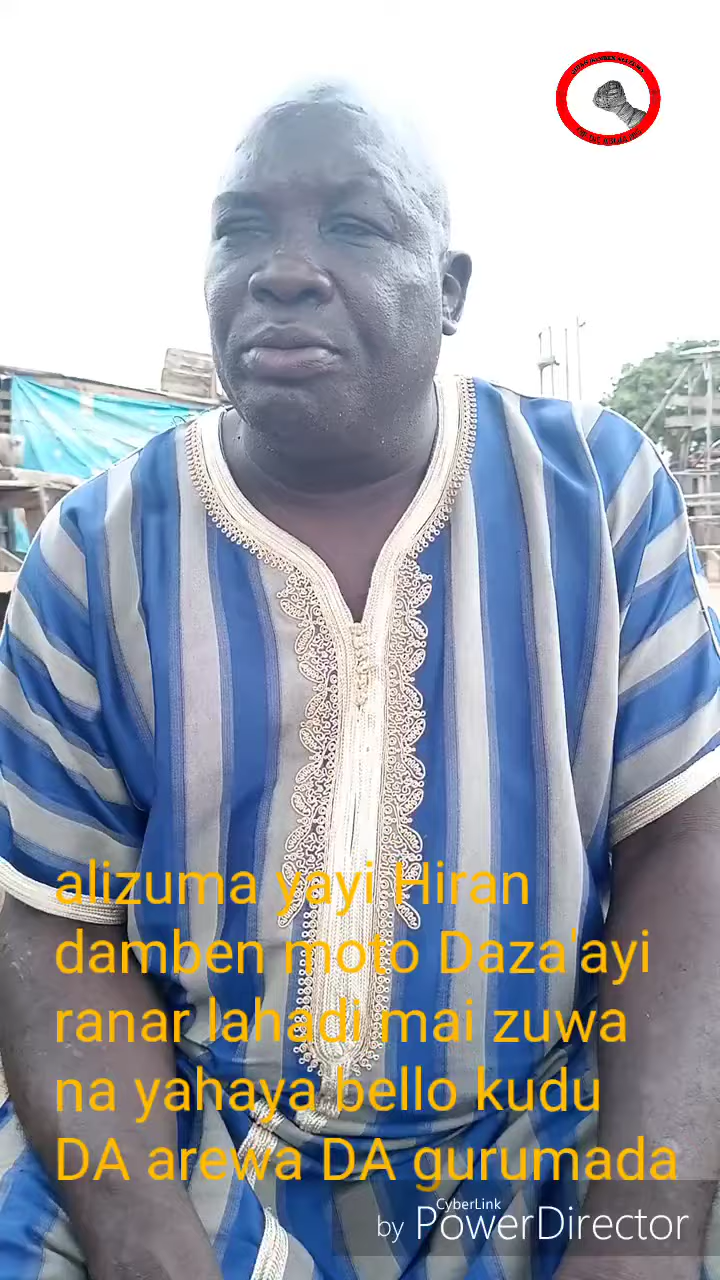 alizuma yayi Hiran
damben moto Daza'ayi
ranar lahadi mai zuwa
na yahaya bello kudu
DA arewa DA gurumada
CyberLink
by PowerDirector